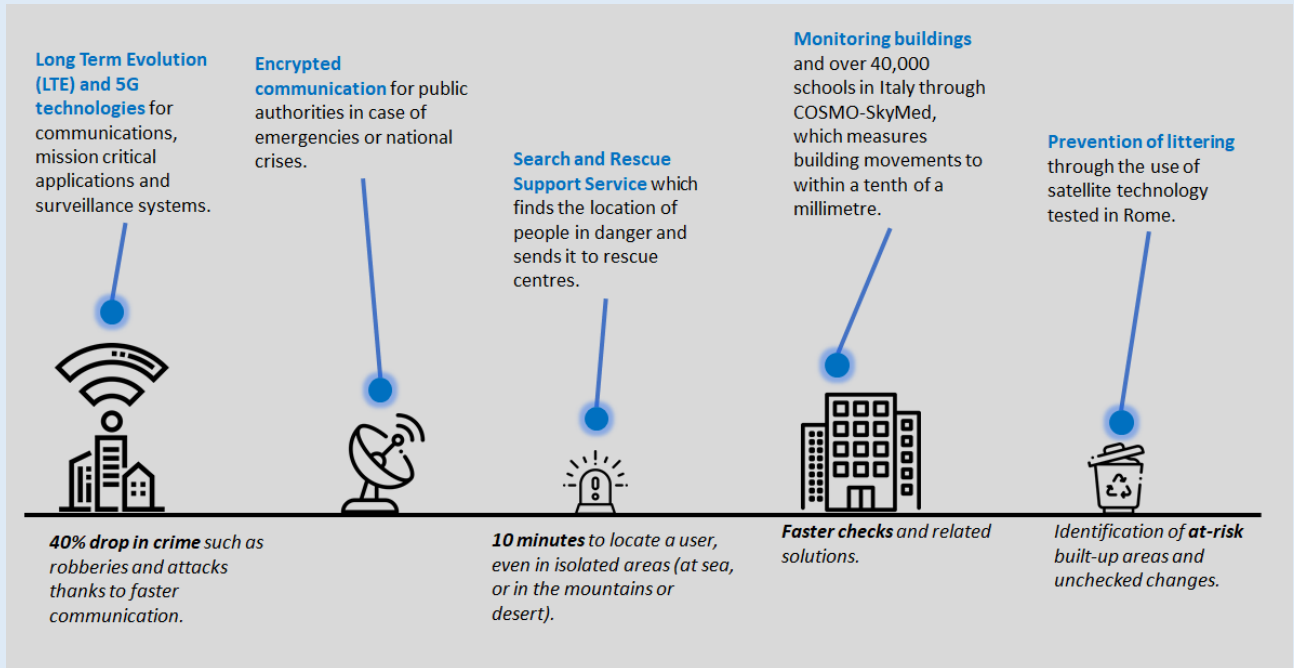 Long Term Evolution
(LTE) and 5G
technologies for
communications,
mission critical
applications and
surveillance systems.
Encrypted
communication for public
authorities in case of
emergencies or national
crises.
Search and Rescue
Support Service which
finds the location of
people in danger and
sends it to rescue
centres.
Monitoring buildings
and over 40,000
schools in Italy through
COSMO-SkyMed,
which measures
building movements to
within a tenth of a
millimetre.
Prevention of littering
through the use of
satellite technology
tested in Rome.
40% drop in crime such as
robberies and attacks
thanks to faster
communication.
10 minutes to locate a user,
even in isolated areas (at sea,
or in the mountains or
desert).
Faster checks and related
solutions.
Identification of at-risk
built-up areas and
unchecked changes.